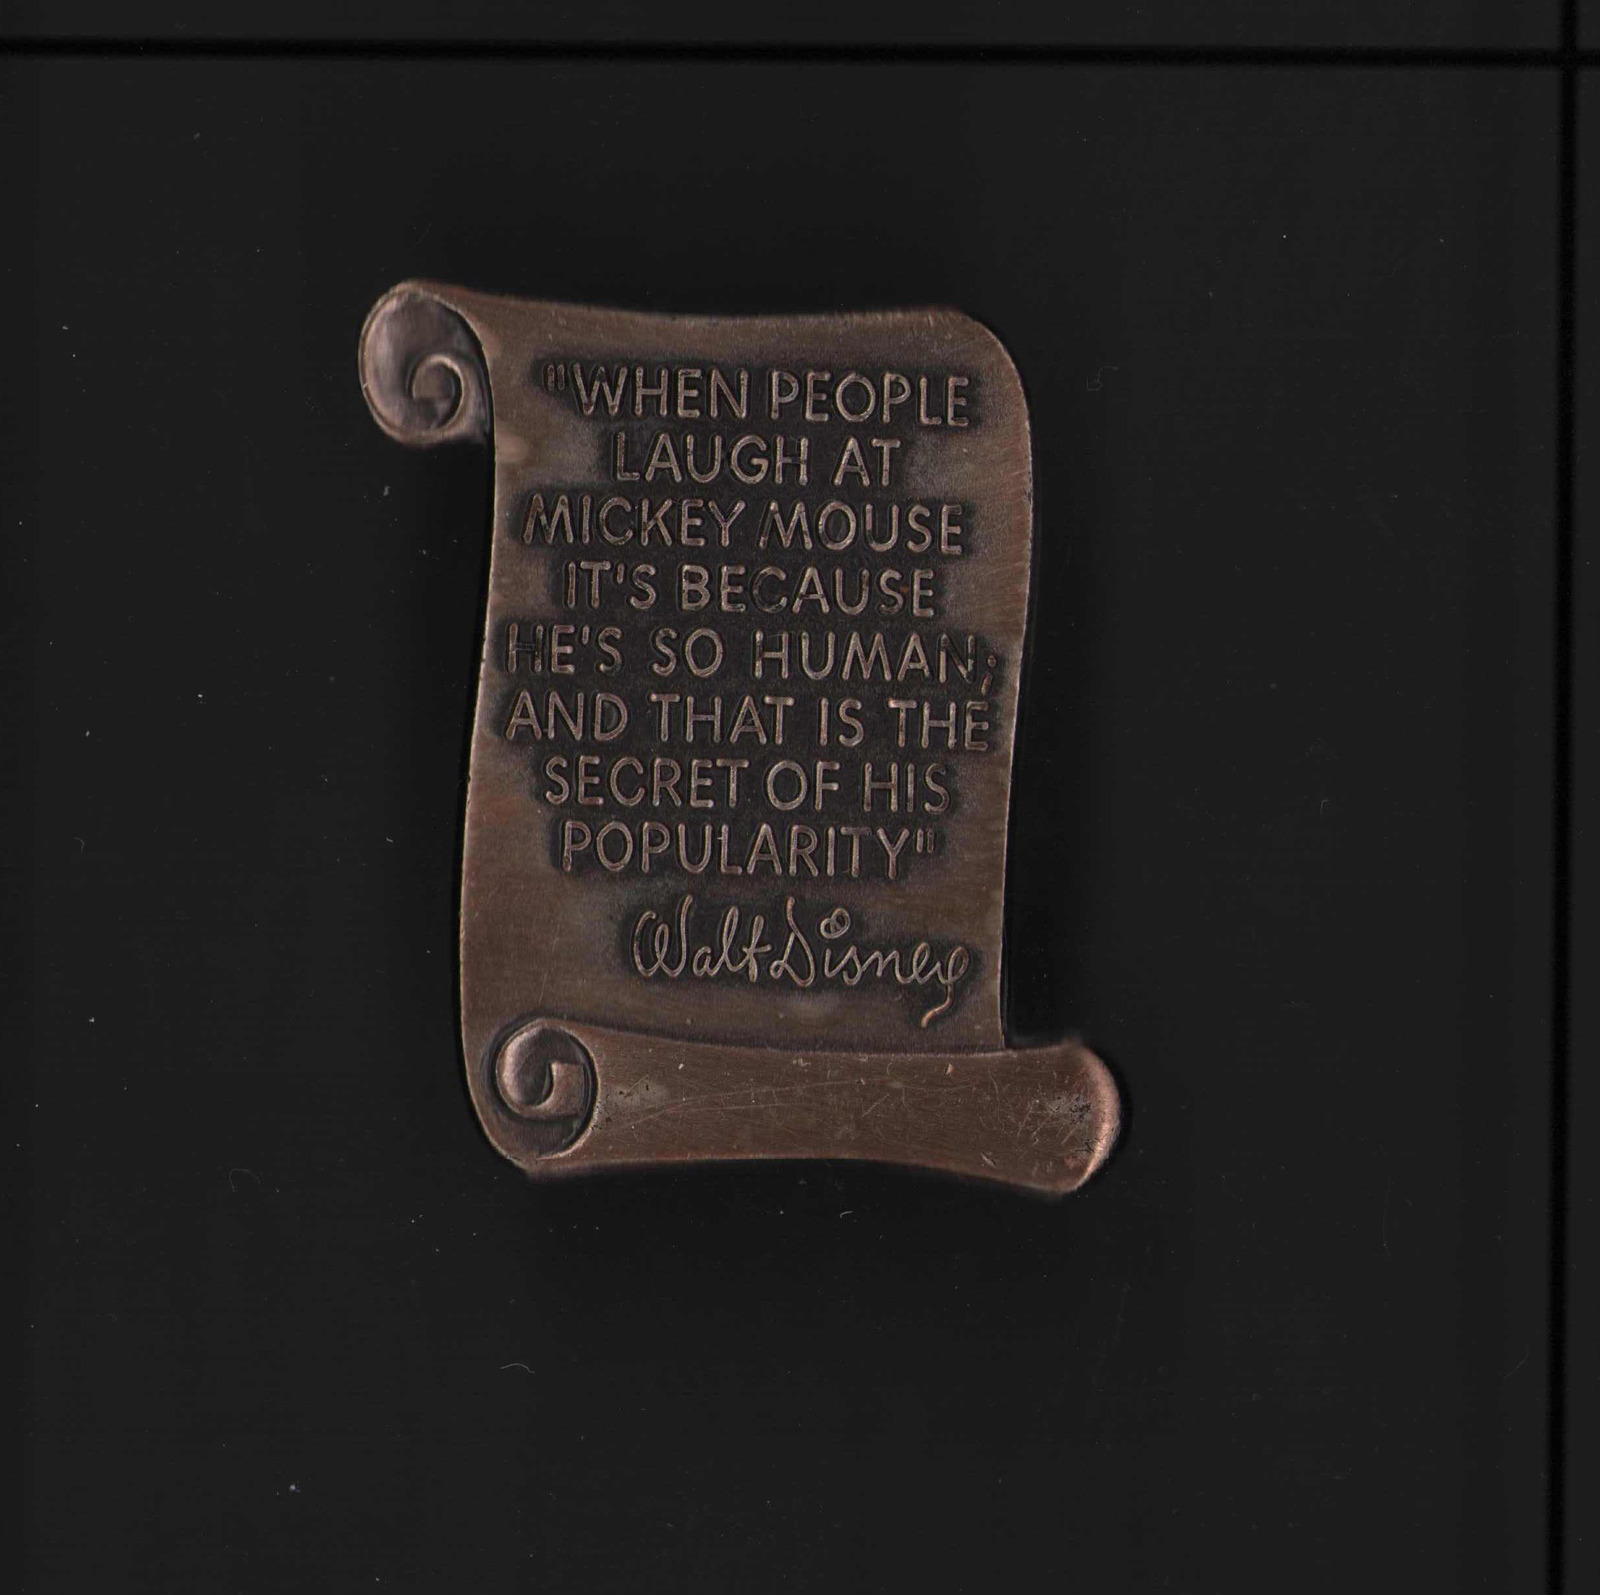 "WHEN PEOPLE
LAUGH AT
MICKEY MOUSE
IT'S BECAUSE
HE'S SO HUMAN;
AND THAT IS THE
SECRET OF HIS
POPULARITY"
Walt Disney